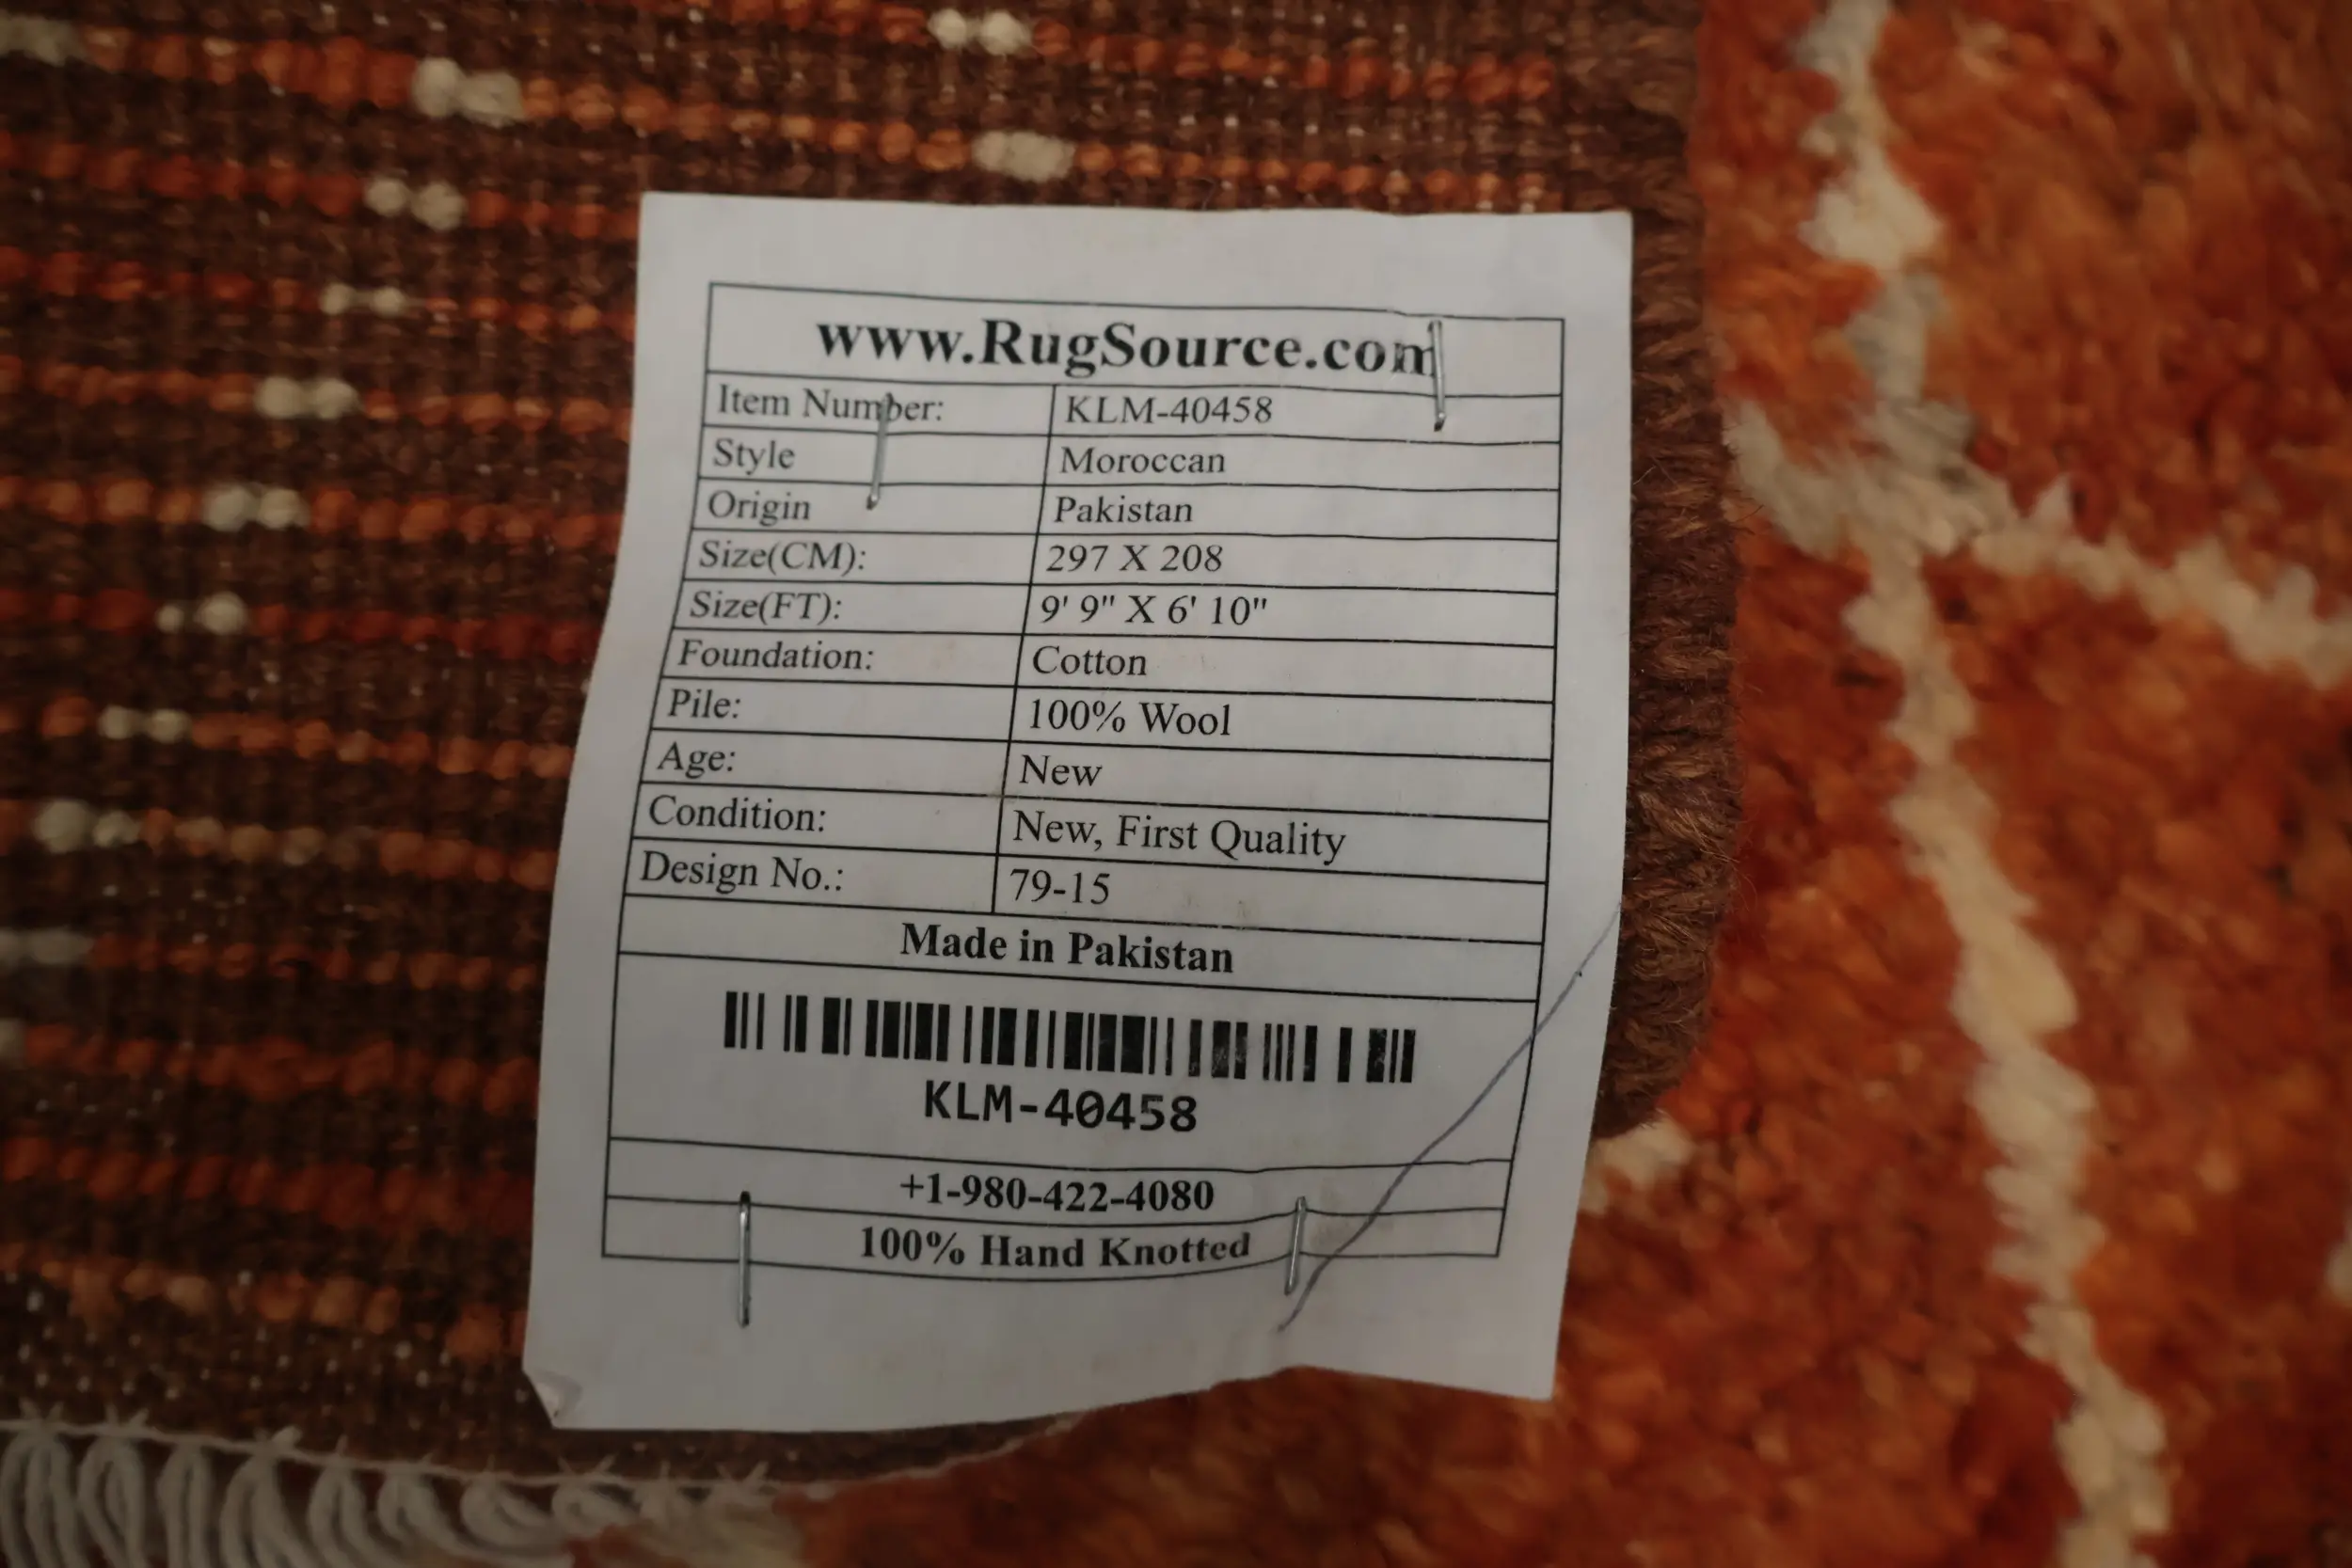 www.RugSource.com
Item Number: KLM-40458
Style Moroccan
Origin Pakistan
Size(CM): 297 X 208
Size(FT): 9' 9" X 6' 10"
Foundation: Cotton
Pile: 100% Wool
Age: New
Condition: New, First Quality
Design No.: 79-15
Made in Pakistan
KLM-40458
+1-980-422-4080
100% Hand Knotted